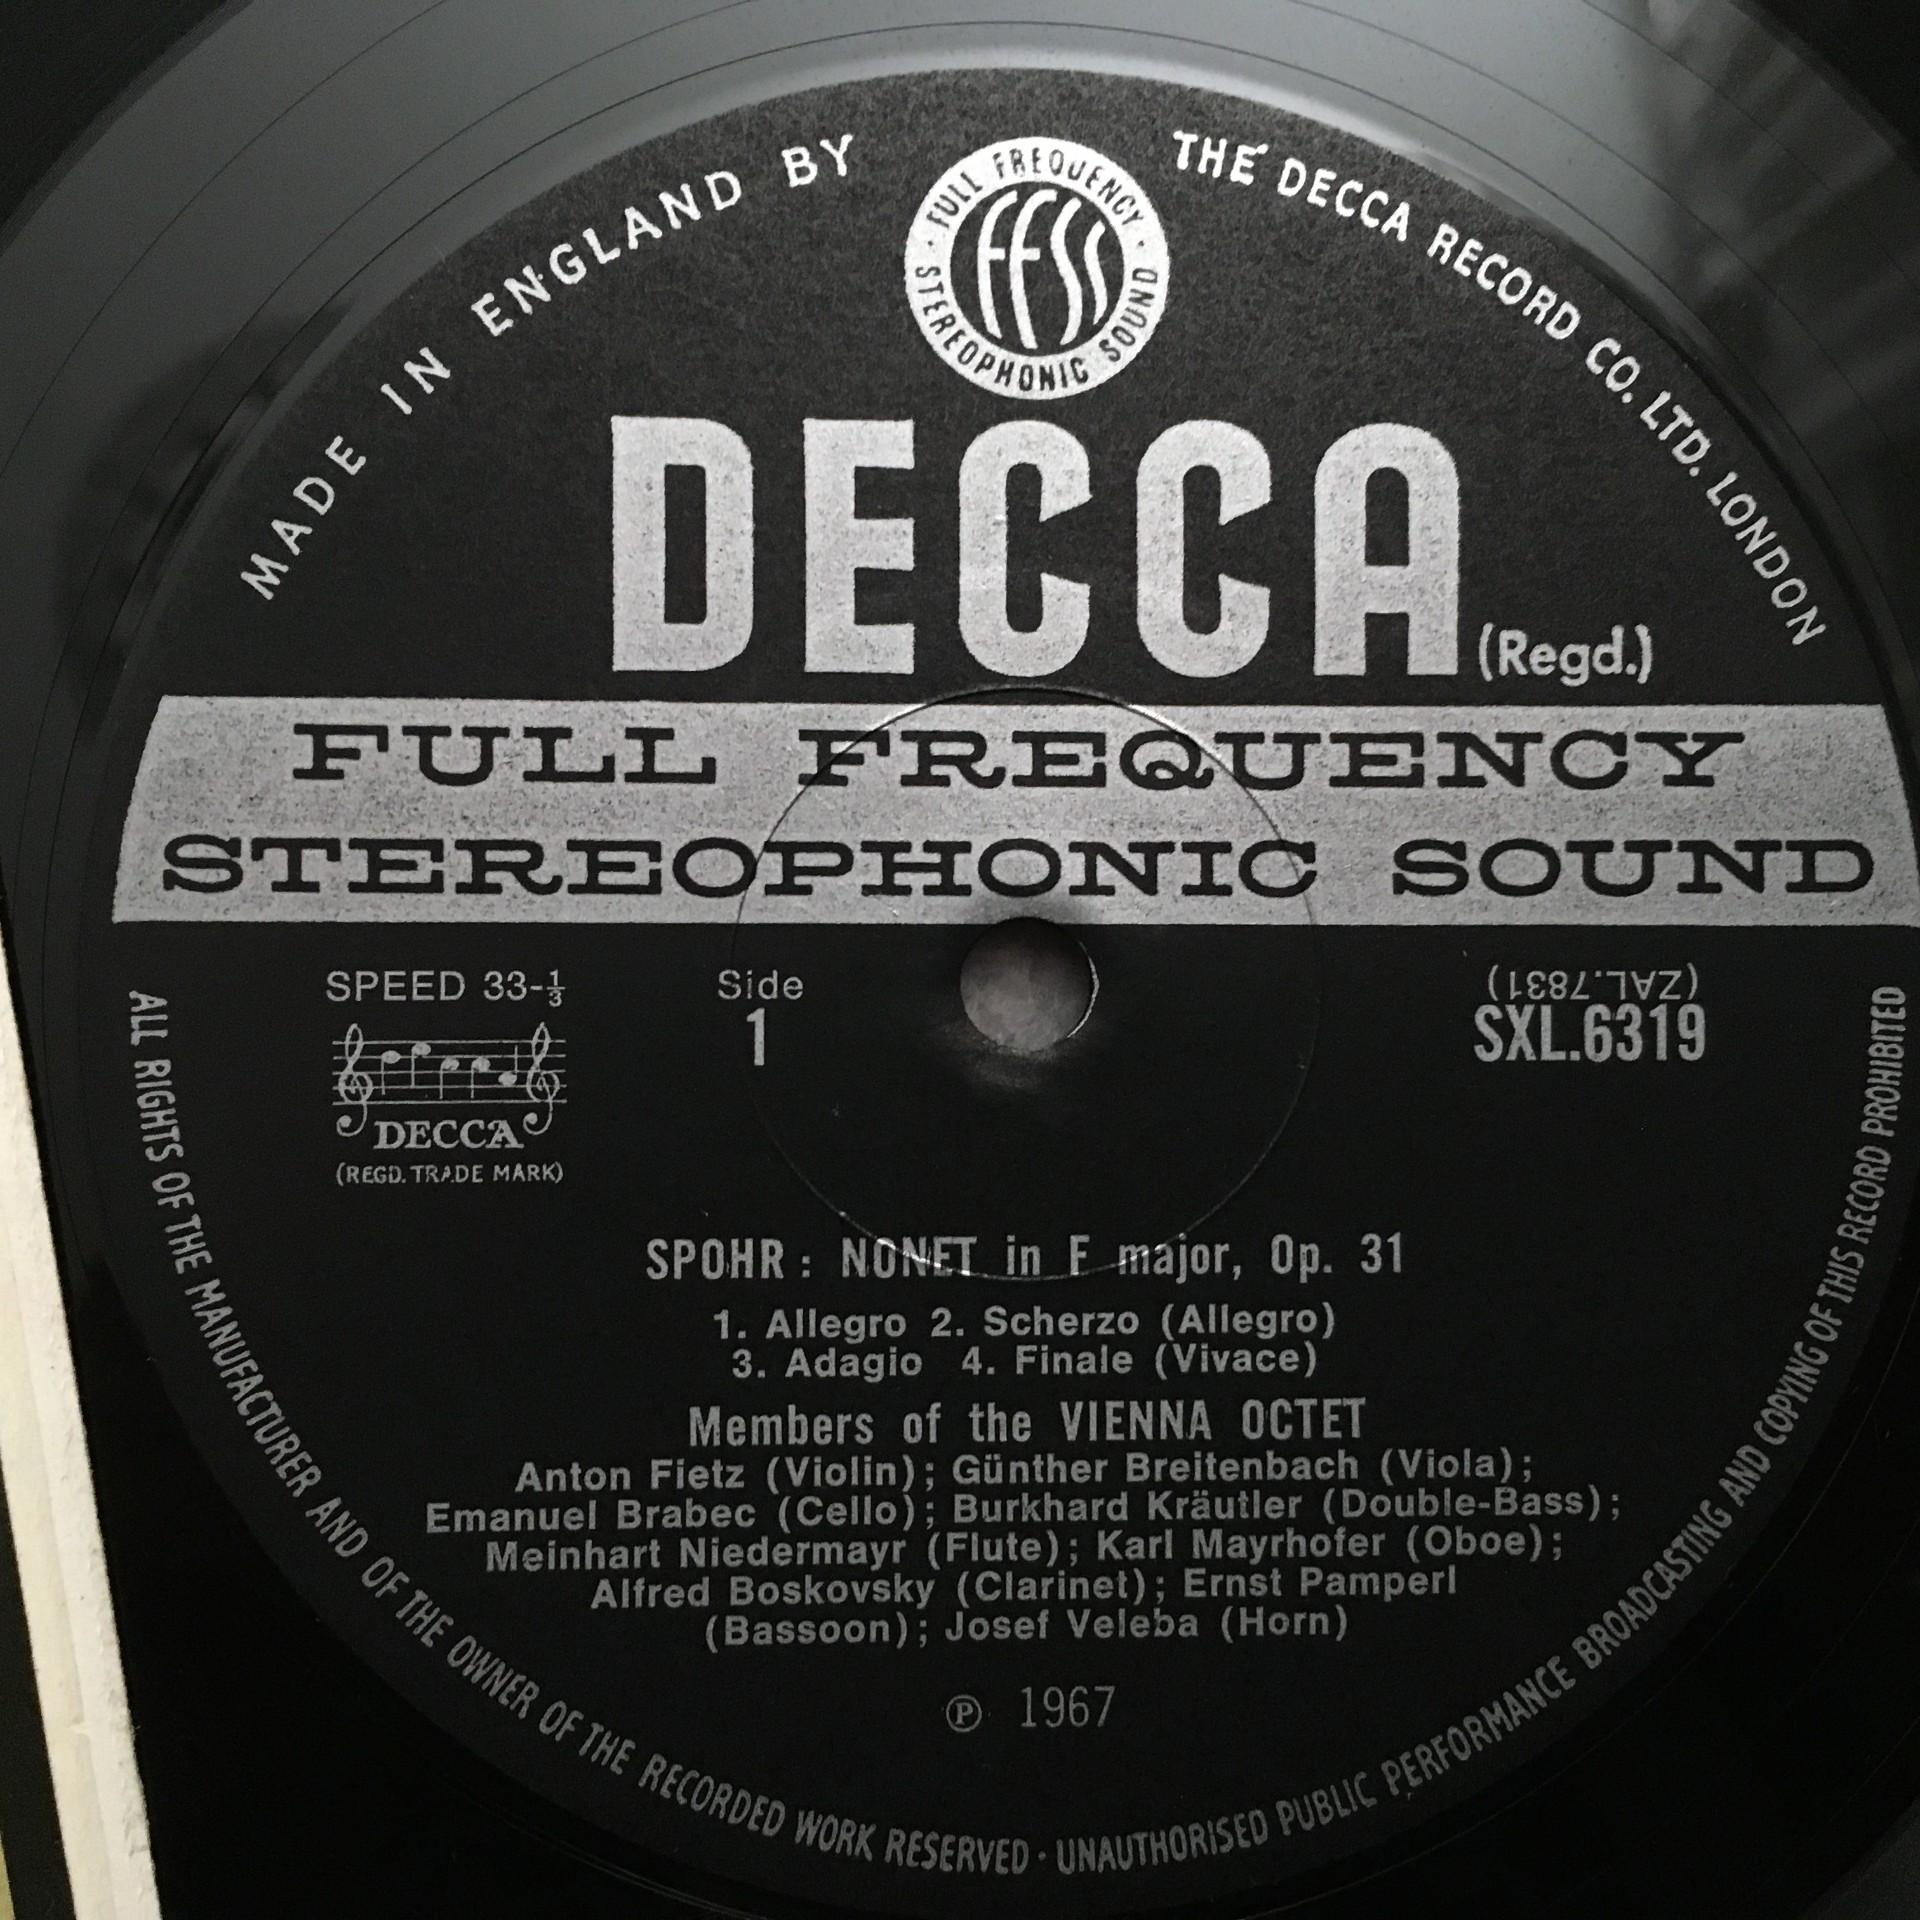 MADE IN ENGLAND BY THE DECCA RECORD CO. LTD. LONDON
FULL FREQUENCY
FFSS
STEREOPHONIC SOUND
DECCA (Regd.)
FULL FREQUENCY
STEREOPHONIC SOUND
SPEED 33-⅓
Side
1
(ZAL.7831)
SXL.6319
DECCA
(REGD. TRADE MARK)
SPOHR: NONET in F major, Op. 31
1. Allegro 2. Scherzo (Allegro)
3. Adagio 4. Finale (Vivace)
Members of the VIENNA OCTET
Anton Fietz (Violin); Günther Breitenbach (Viola);
Emanuel Brabec (Cello); Burkhard Kräutler (Double-Bass);
Meinhart Niedermayr (Flute); Karl Mayrhofer (Oboe);
Alfred Boskovsky (Clarinet); Ernst Pamperl
(Bassoon); Josef Veleba (Horn)
℗ 1967
ALL RIGHTS OF THE MANUFACTURER AND OF THE OWNER OF THE RECORDED WORK RESERVED · UNAUTHORISED PUBLIC PERFORMANCE BROADCASTING AND COPYING OF THIS RECORD PROHIBITED